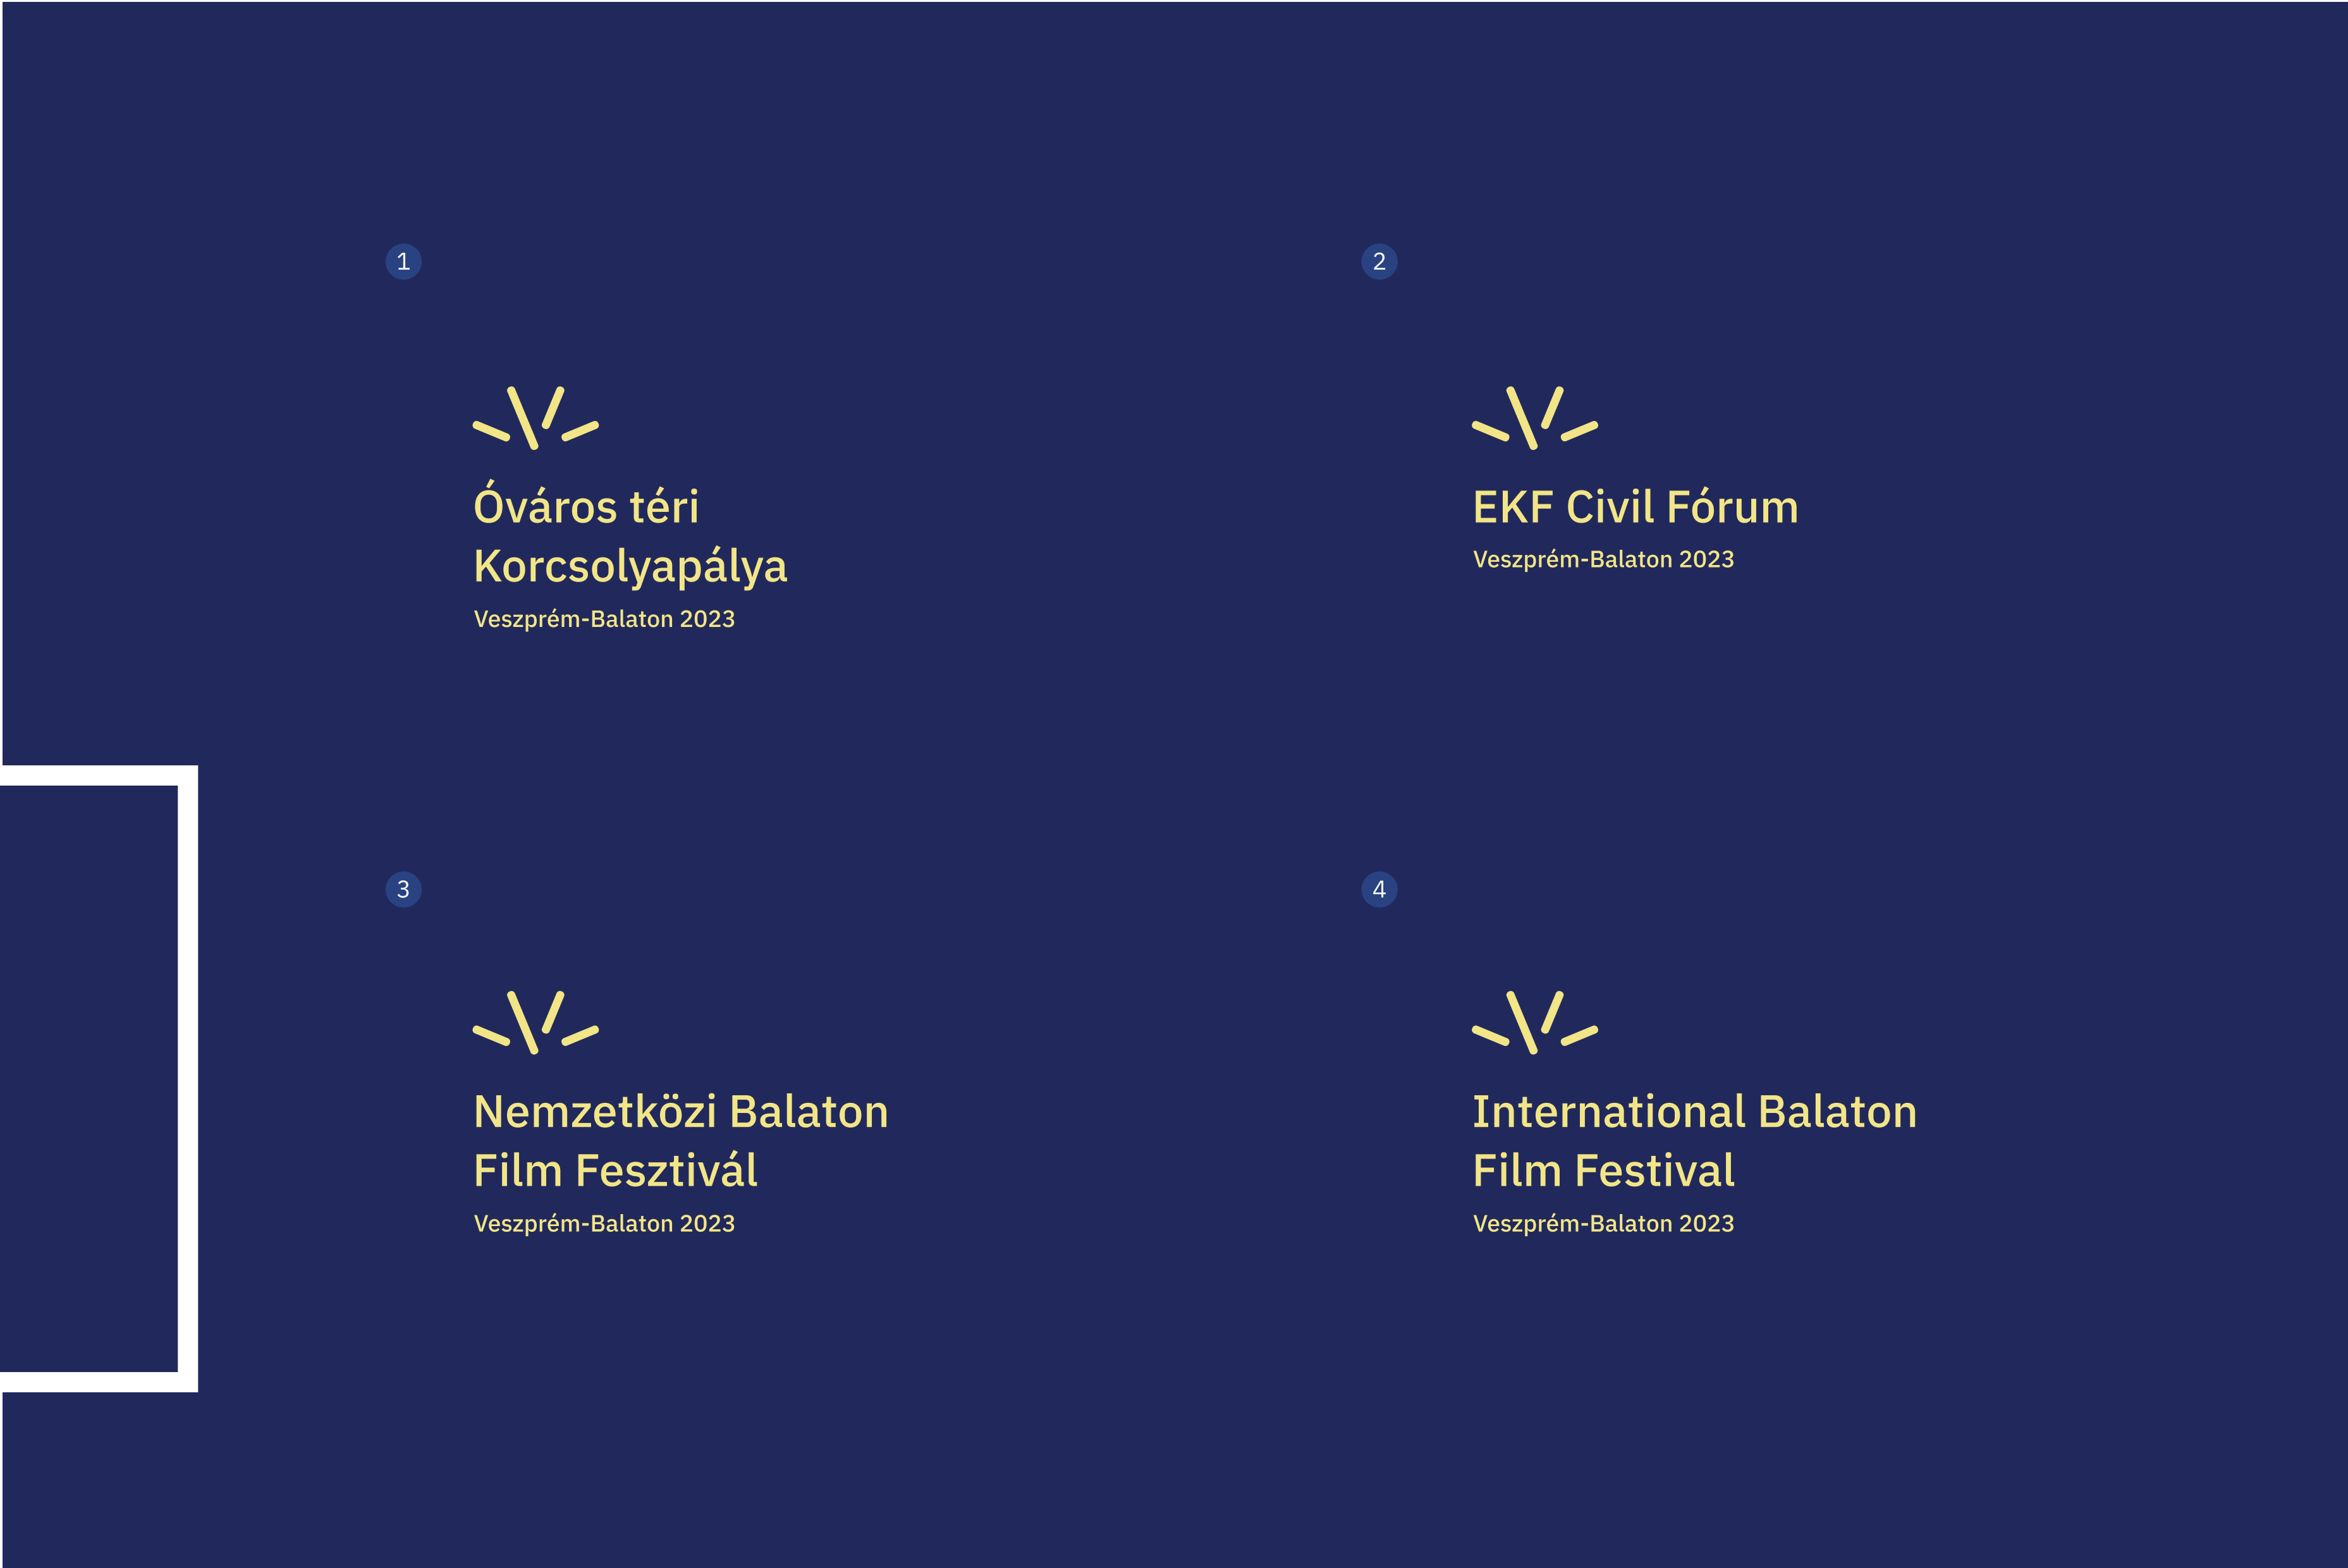 1
Óváros téri
Korcsolyapálya
Veszprém-Balaton 2023
2
EKF Civil Fórum
Veszprém-Balaton 2023
3
Nemzetközi Balaton
Film Fesztivál
Veszprém-Balaton 2023
4
International Balaton
Film Festival
Veszprém-Balaton 2023